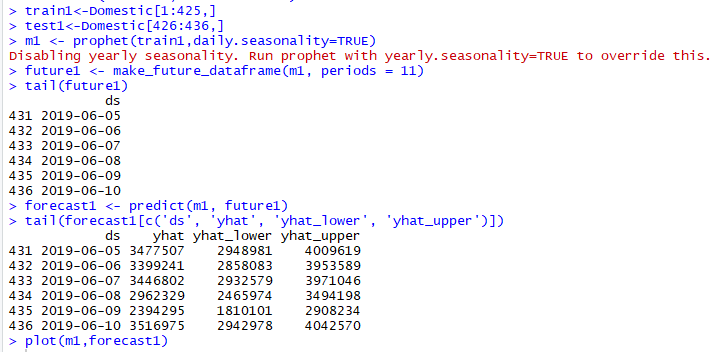 > train1<-Domestic[1:425,]
> test1<-Domestic[426:436,]
> m1 <- prophet(train1,daily.seasonality=TRUE)
Disabling yearly seasonality. Run prophet with yearly.seasonality=TRUE to override this.
> future1 <- make_future_dataframe(m1, periods = 11)
> tail(future1)
ds
431 2019-06-05
432 2019-06-06
433 2019-06-07
434 2019-06-08
435 2019-06-09
436 2019-06-10
> forecast1 <- predict(m1, future1)
> tail(forecast1[c('ds', 'yhat', 'yhat_lower', 'yhat_upper')])
ds yhat yhat_lower yhat_upper
431 2019-06-05 3477507 2948981 4009619
432 2019-06-06 3399241 2858083 3953589
433 2019-06-07 3446802 2932579 3971046
434 2019-06-08 2962329 2465974 3494198
435 2019-06-09 2394295 1810101 2908234
436 2019-06-10 3516975 2942978 4042570
> plot(m1,forecast1)